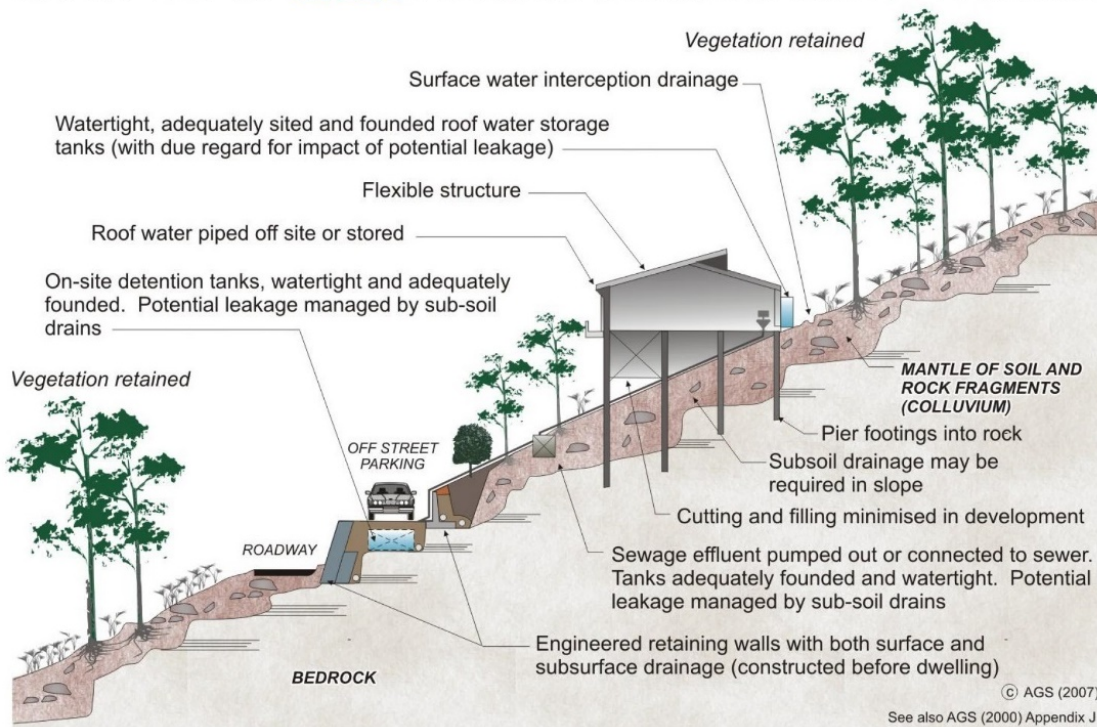 Vegetation retained
Surface water interception drainage
Watertight, adequately sited and founded roof water storage
tanks (with due regard for impact of potential leakage)
Flexible structure
Roof water piped off site or stored
On-site detention tanks, watertight and adequately
founded. Potential leakage managed by sub-soil
drains
Vegetation retained
MANTLE OF SOIL AND
ROCK FRAGMENTS
(COLLUVIUM)
Pier footings into rock
OFF STREET
PARKING
Subsoil drainage may be
required in slope
Cutting and filling minimised in development
ROADWAY
Sewage effluent pumped out or connected to sewer.
Tanks adequately founded and watertight. Potential
leakage managed by sub-soil drains
Engineered retaining walls with both surface and
subsurface drainage (constructed before dwelling)
BEDROCK
© AGS (2007)
See also AGS (2000) Appendix J